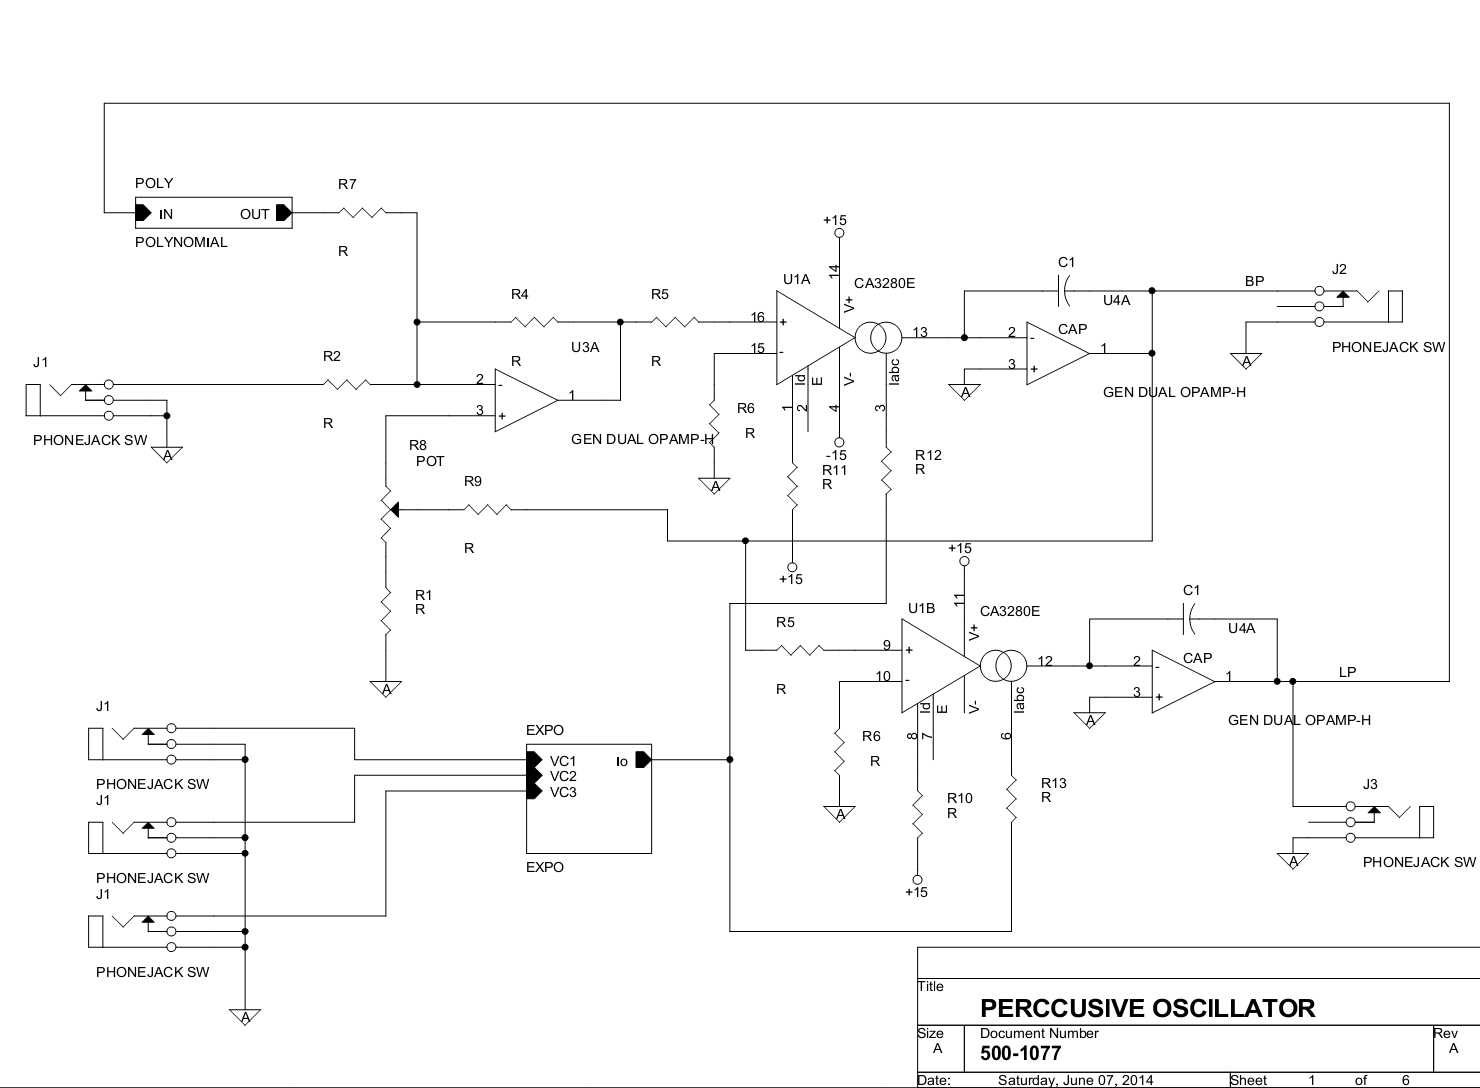 POLY
IN OUT
POLYNOMIAL
R7
R
J1
PHONEJACK SW
A
R2
R
R4
R
U3A
2 -
3 +
1
GEN DUAL OPAMP-H
R5
R
R8
POT
R9
R
R1
R
A
+15
14
V+
U1A
CA3280E
16 +
15 -
13
Id
E
V-
Iabc
1
2
4
3
-15
R6
R
A
R11
R
+15
R12
R
C1
CAP
U4A
2 -
3 +
1
A
GEN DUAL OPAMP-H
BP
J2
A
PHONEJACK SW
+15
11
V+
U1B
CA3280E
R5
R
9 +
10 -
12
Id
E
V-
Iabc
8
7
6
R6
R
A
R10
R
+15
R13
R
C1
CAP
U4A
2 -
3 +
1
A
GEN DUAL OPAMP-H
LP
J3
A
PHONEJACK SW
J1
PHONEJACK SW
J1
PHONEJACK SW
J1
PHONEJACK SW
A
EXPO
VC1 Io
VC2
VC3
EXPO
Title
PERCCUSIVE OSCILLATOR
Size Document Number Rev
A 500-1077 A
Date: Saturday, June 07, 2014 Sheet 1 of 6